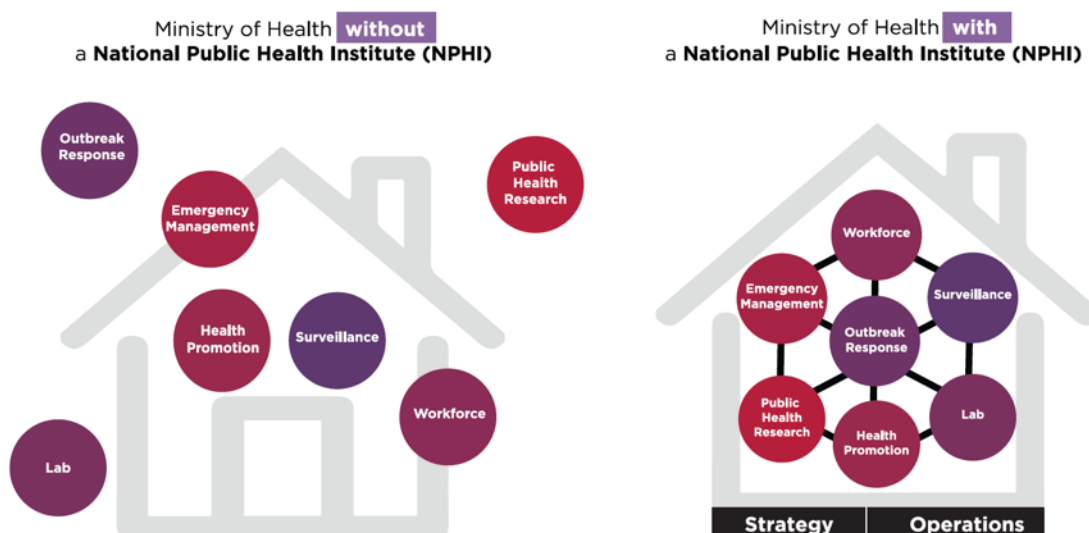 Ministry of Health without
a National Public Health Institute (NPHI)
Outbreak
Response
Emergency
Management
Public
Health
Research
Health
Promotion
Surveillance
Workforce
Lab
Ministry of Health with
a National Public Health Institute (NPHI)
Workforce
Emergency
Management
Surveillance
Outbreak
Response
Public
Health
Research
Health
Promotion
Lab
Strategy
Operations